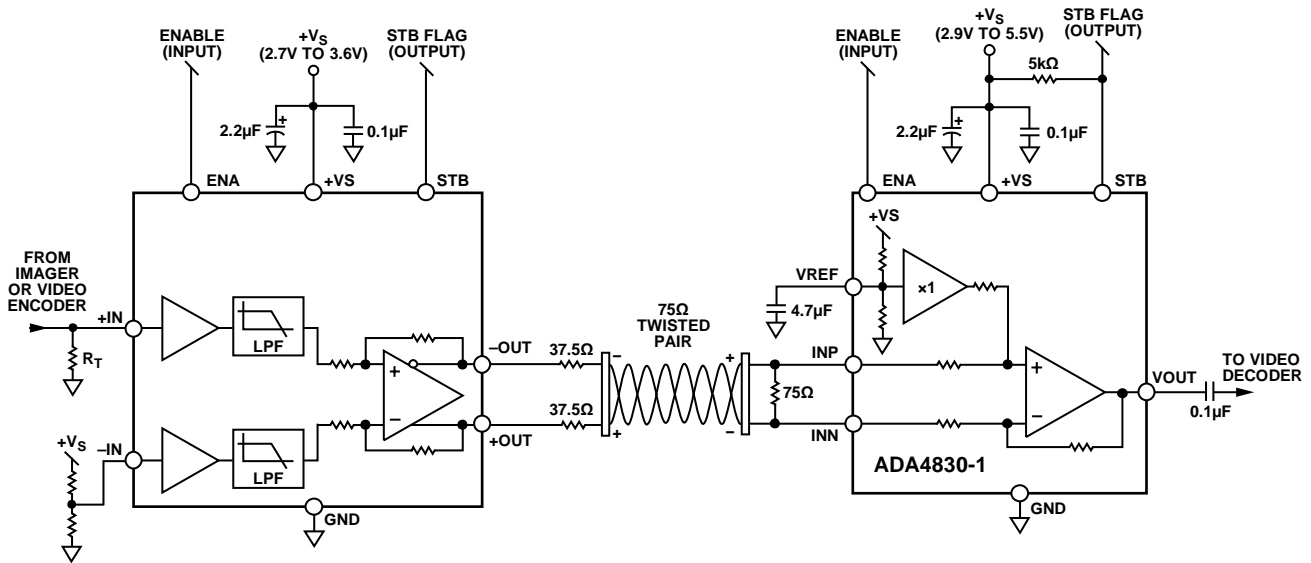 ENABLE
(INPUT)
+VS
(2.7V TO 3.6V)
STB FLAG
(OUTPUT)
2.2µF
+
0.1µF
ENA
+VS
STB
FROM
IMAGER
OR VIDEO
ENCODER
+IN
RT
LPF
+
–
–OUT
+OUT
+VS
–IN
LPF
GND
37.5Ω
37.5Ω
–
+
75Ω
TWISTED
PAIR
+
–
75Ω
ENABLE
(INPUT)
+VS
(2.9V TO 5.5V)
STB FLAG
(OUTPUT)
5kΩ
2.2µF
+
0.1µF
ENA
+VS
STB
+VS
VREF
×1
4.7µF
INP
INN
+
–
VOUT
TO VIDEO
DECODER
0.1µF
ADA4830-1
GND